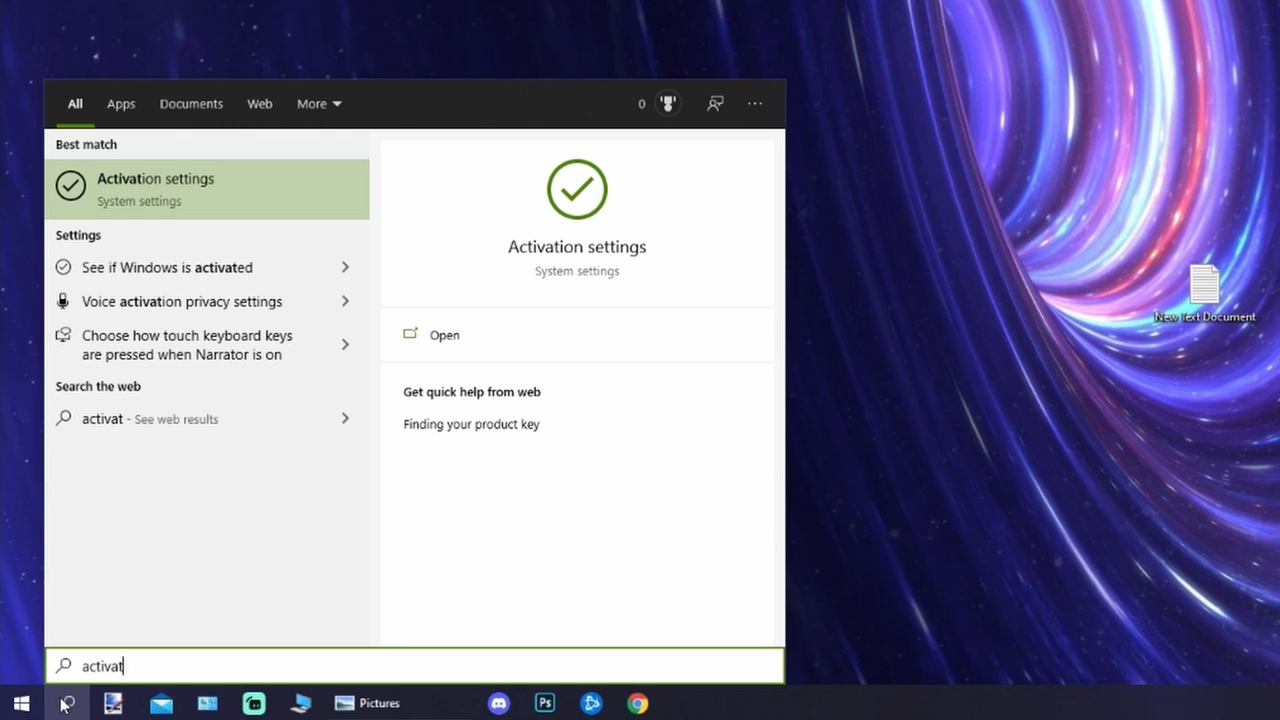 All Apps Documents Web More 0 ...
Best match
Activation settings
System settings
Settings
See if Windows is activated
Voice activation privacy settings
Choose how touch keyboard keys
are pressed when Narrator is on
Search the web
activat - See web results
Activation settings
System settings
Open
Get quick help from web
Finding your product key
New Text Document
activat
Pictures
Ps